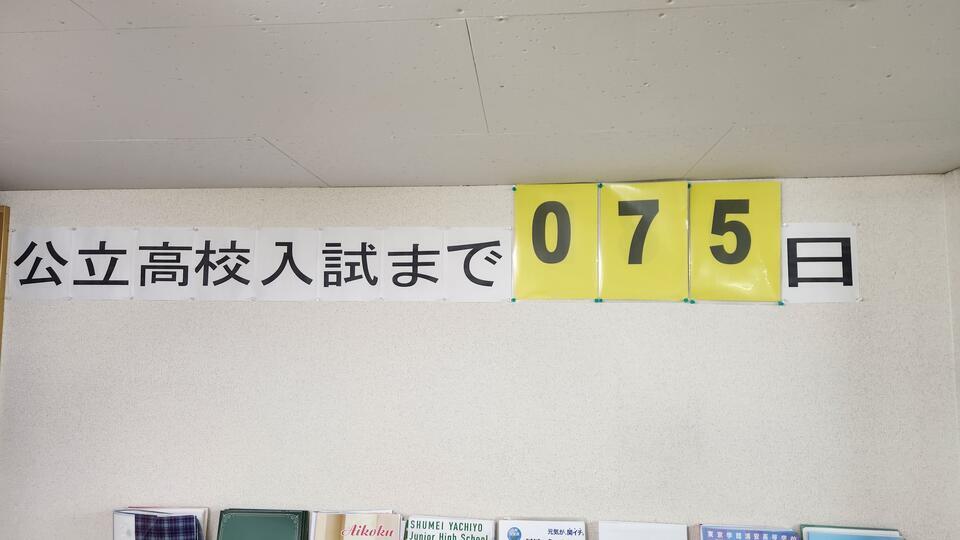 公立高校入試まで075日
Aikoku
SHUMEI YACHIYO
Junior High School
元気が、関イチ。